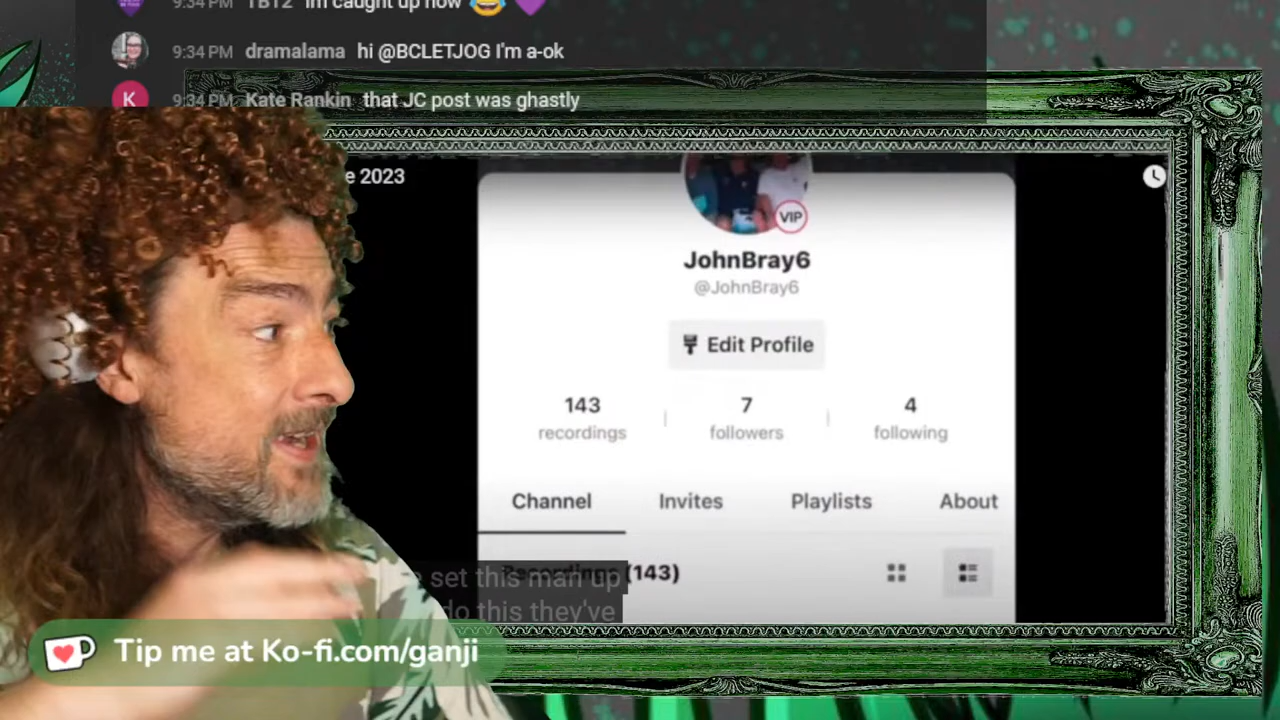 9:34 PM TBT2 im caught up now 😂💜
9:34 PM dramalama hi @BCLETJOG I'm a-ok
K 9:34 PM Kate Rankin that JC post was ghastly
e 2023
VIP
JohnBray6
@JohnBray6
Edit Profile
143 7 4
recordings followers following
Channel Invites Playlists About
Recordings (143)
set this man up
do this they've
Tip me at Ko-fi.com/ganji